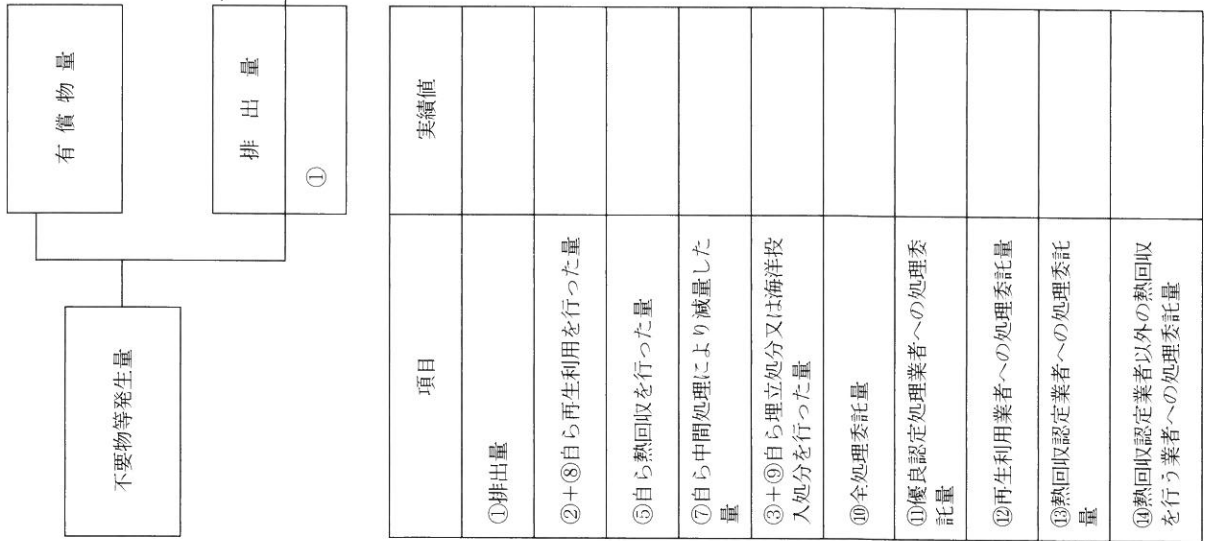 不要物等発生量
有償物量
排出量
①
項目
実績値
①排出量
②+⑧自ら再生利用を行った量
⑤自ら熱回収を行った量
⑦自ら中間処理により減量した
量
③+⑨自ら埋立処分又は海洋投
入処分を行った量
⑩全処理委託量
⑪優良認定処理業者への処理委
託量
⑫再生利用業者への処理委託量
⑬熱回収認定業者への処理委託
量
⑭熱回収認定業者以外の熱回収
を行う業者への処理委託量